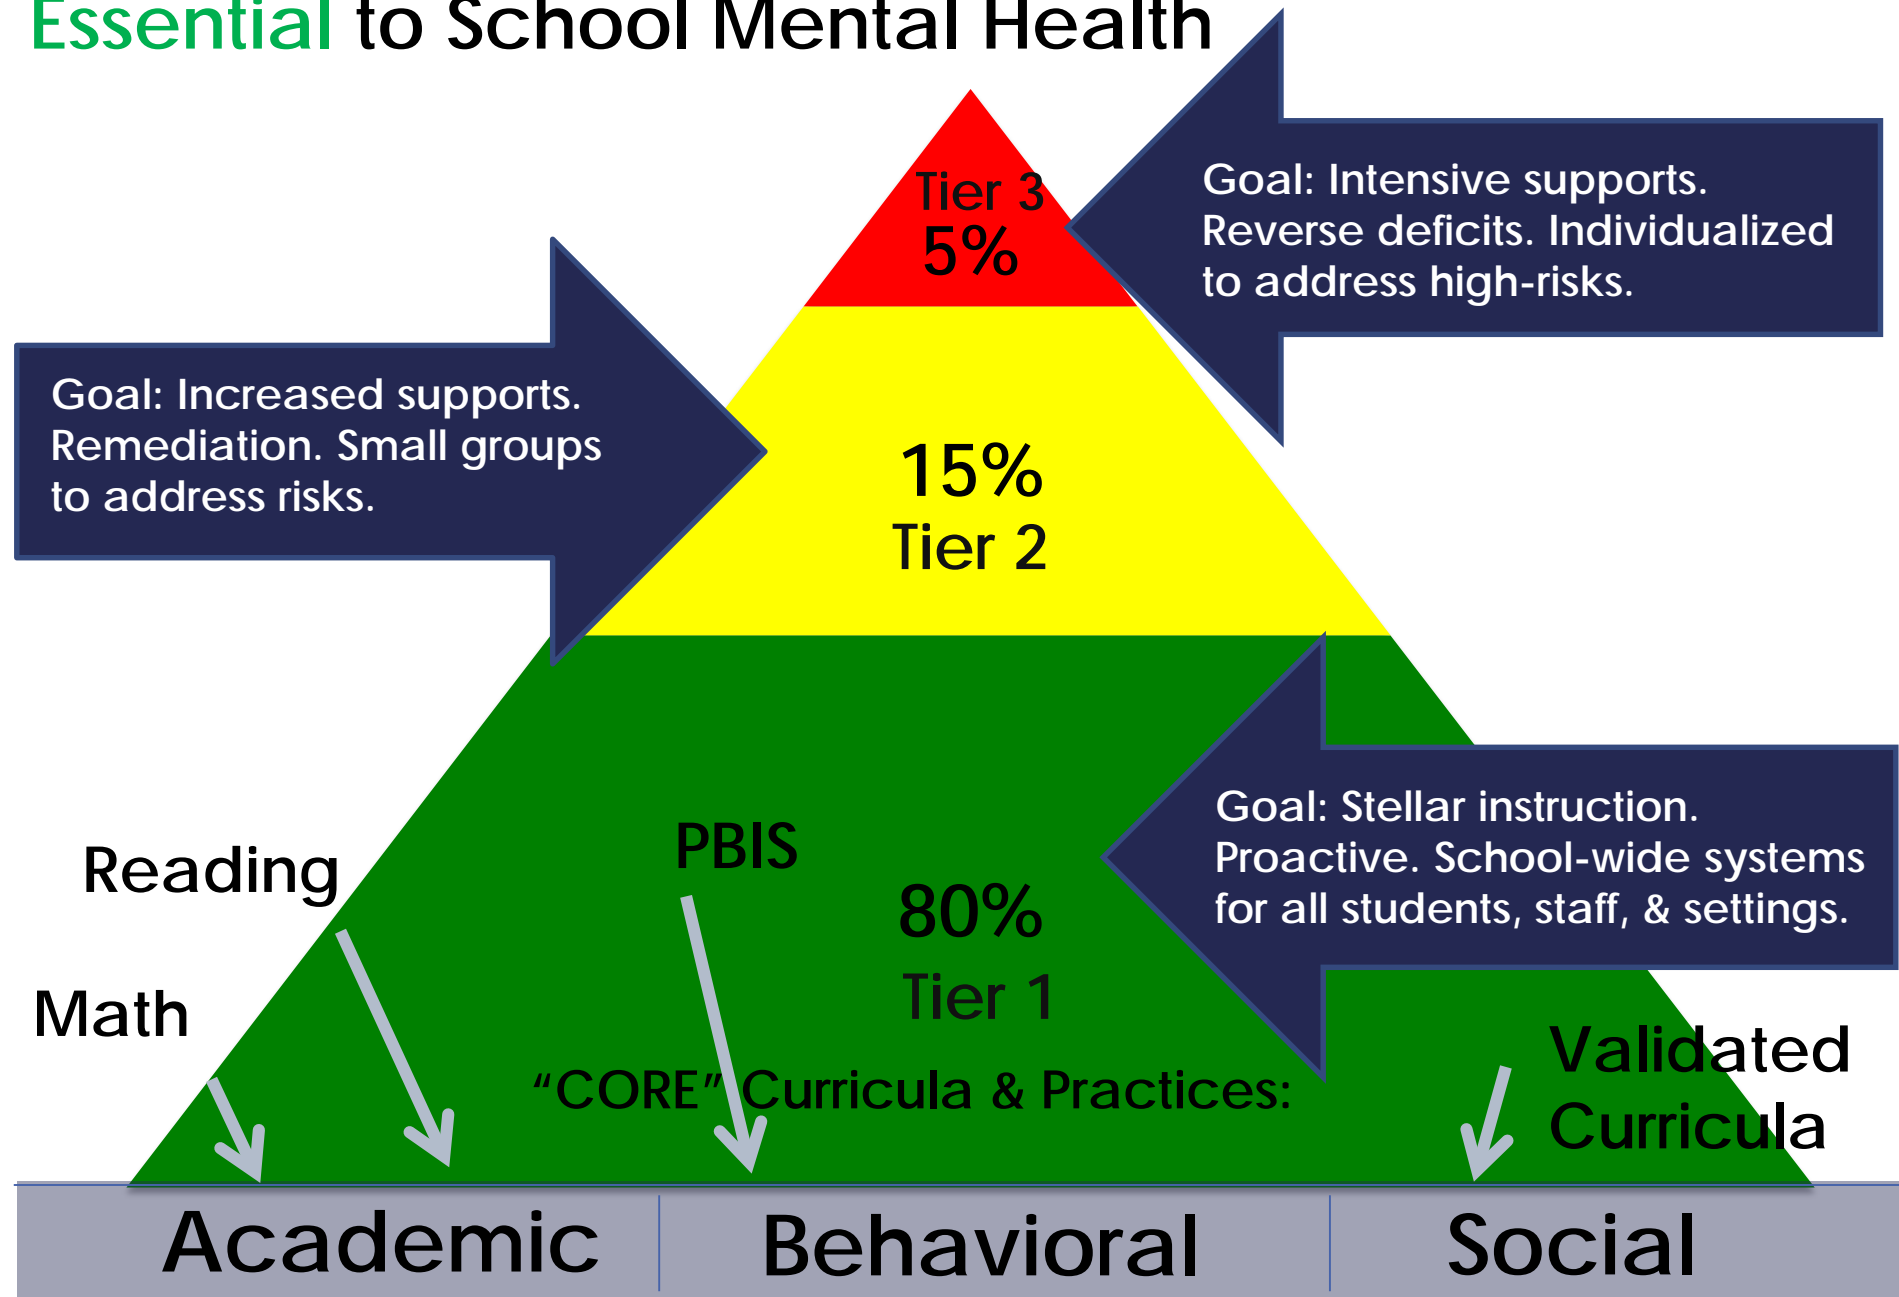 Essential to School Mental Health
Tier 3
5%
Goal: Intensive supports.
Reverse deficits. Individualized
to address high-risks.
Goal: Increased supports.
Remediation. Small groups
to address risks.
15%
Tier 2
Goal: Stellar instruction.
Proactive. School-wide systems
for all students, staff, & settings.
PBIS
Reading
80%
Tier 1
Math
"CORE" Curricula & Practices:
Validated
Curricula
Academic
Behavioral
Social